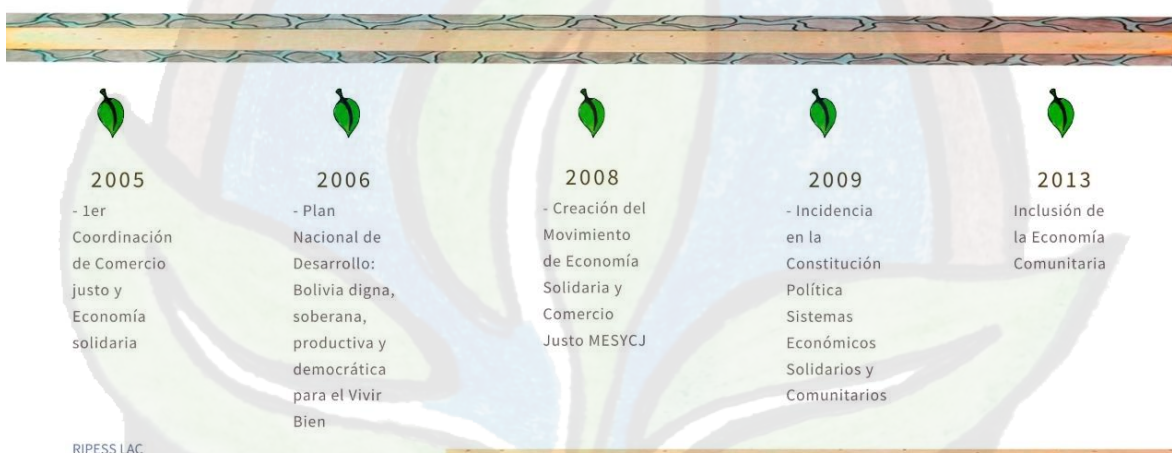 2005
- 1er
Coordinación
de Comercio
justo y
Economía
solidaria
2006
- Plan
Nacional de
Desarrollo:
Bolivia digna,
soberana,
productiva y
democrática
para el Vivir
Bien
2008
- Creación del
Movimiento
de Economía
Solidaria y
Comercio
Justo MESYCJ
2009
- Incidencia
en la
Constitución
Política
Sistemas
Económicos
Solidarios y
Comunitarios
2013
Inclusión de
la Economía
Comunitaria
RIPESS LAC